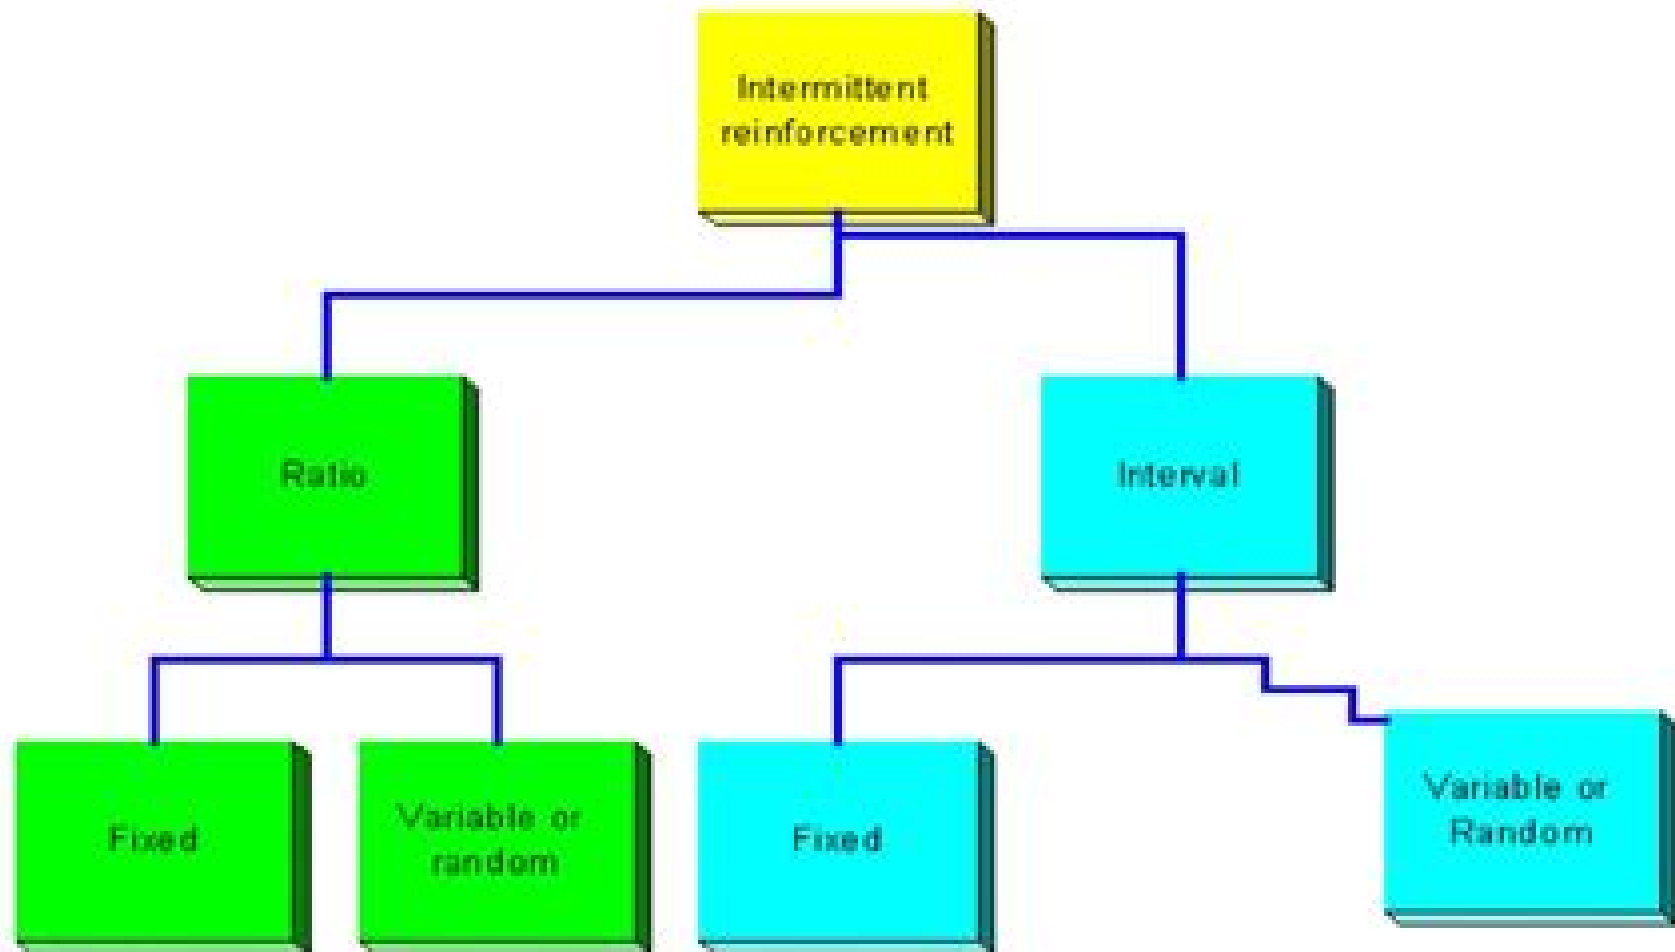 Intermittent
reinforcement
Ratio
Interval
Fixed
Variable or
random
Fixed
Variable or
Random